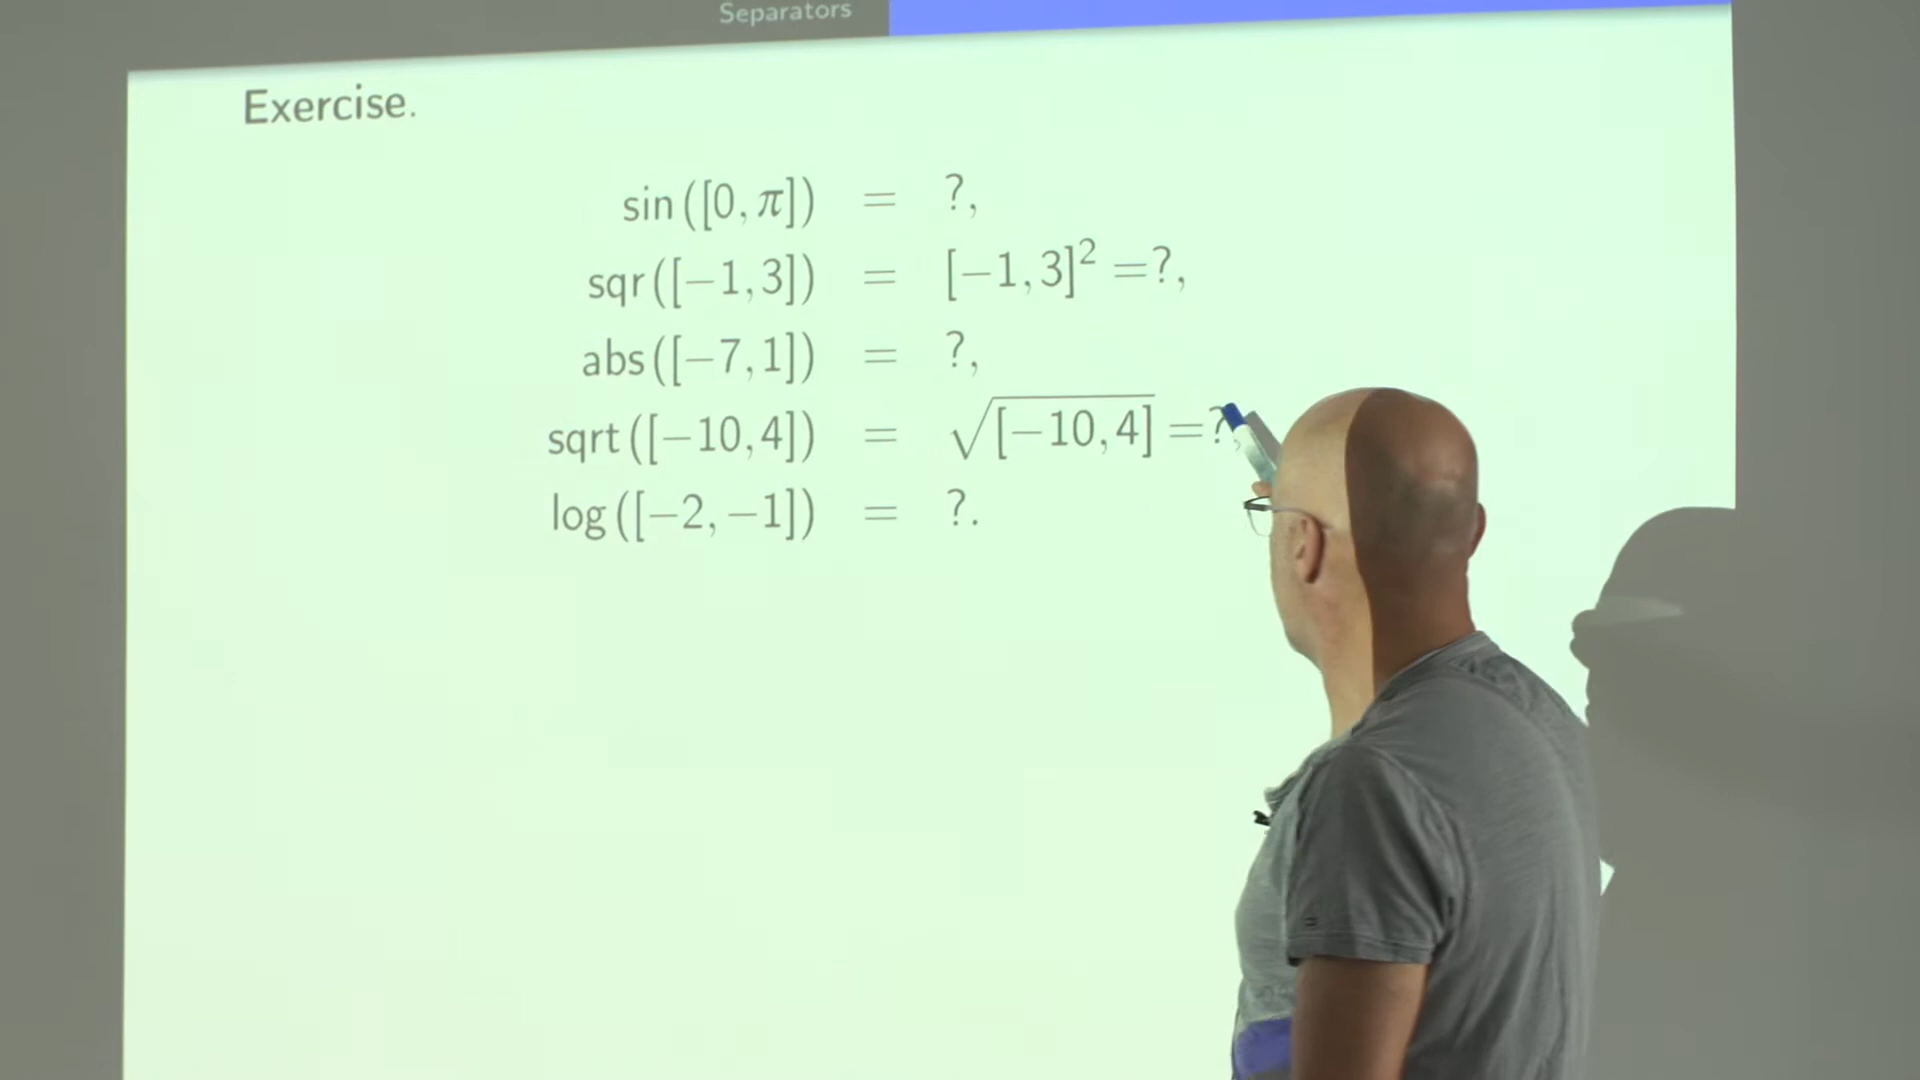 Separators
Exercise.
sin([0, π]) = ?,
sqr([−1, 3]) = [−1, 3]² =?,
abs([−7, 1]) = ?,
sqrt([−10, 4]) = √[−10, 4] =?,
log([−2, −1]) = ?.